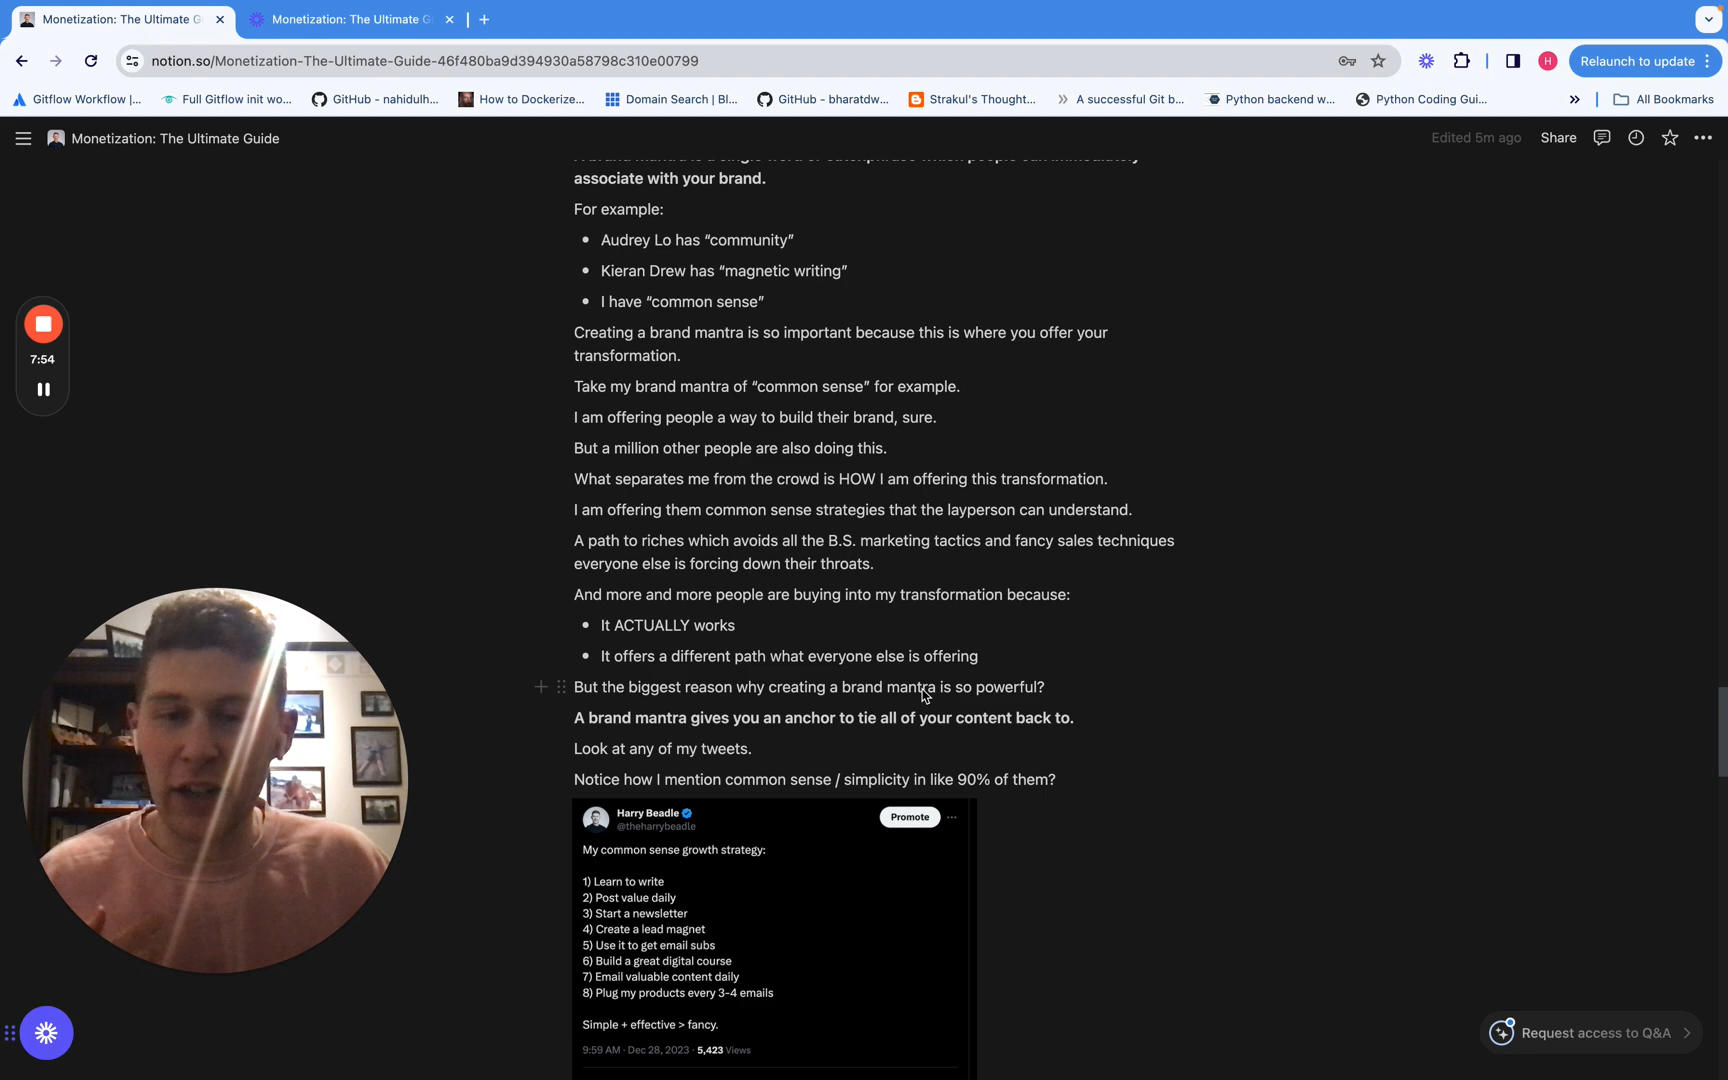 Monetization: The Ultimate G
Monetization: The Ultimate G
notion.so/Monetization-The-Ultimate-Guide-46f480ba9d394930a58798c310e00799
H
Relaunch to update
Gitflow Workflow |...
Full Gitflow init wo...
GitHub - nahidulh...
How to Dockerize...
Domain Search | Bl...
GitHub - bharatdw...
Strakul's Thought...
A successful Git b...
Python backend w...
Python Coding Gui...
All Bookmarks
Monetization: The Ultimate Guide
Edited 5m ago
Share
associate with your brand.
For example:
• Audrey Lo has “community”
• Kieran Drew has “magnetic writing”
• I have “common sense”
Creating a brand mantra is so important because this is where you offer your
transformation.
Take my brand mantra of “common sense” for example.
I am offering people a way to build their brand, sure.
But a million other people are also doing this.
What separates me from the crowd is HOW I am offering this transformation.
I am offering them common sense strategies that the layperson can understand.
A path to riches which avoids all the B.S. marketing tactics and fancy sales techniques
everyone else is forcing down their throats.
And more and more people are buying into my transformation because:
• It ACTUALLY works
• It offers a different path what everyone else is offering
But the biggest reason why creating a brand mantra is so powerful?
A brand mantra gives you an anchor to tie all of your content back to.
Look at any of my tweets.
Notice how I mention common sense / simplicity in like 90% of them?
Harry Beadle
@theharrybeadle
Promote
My common sense growth strategy:
1) Learn to write
2) Post value daily
3) Start a newsletter
4) Create a lead magnet
5) Use it to get email subs
6) Build a great digital course
7) Email valuable content daily
8) Plug my products every 3-4 emails
Simple + effective > fancy.
9:59 AM · Dec 28, 2023 · 5,423 Views
7:54
Request access to Q&A